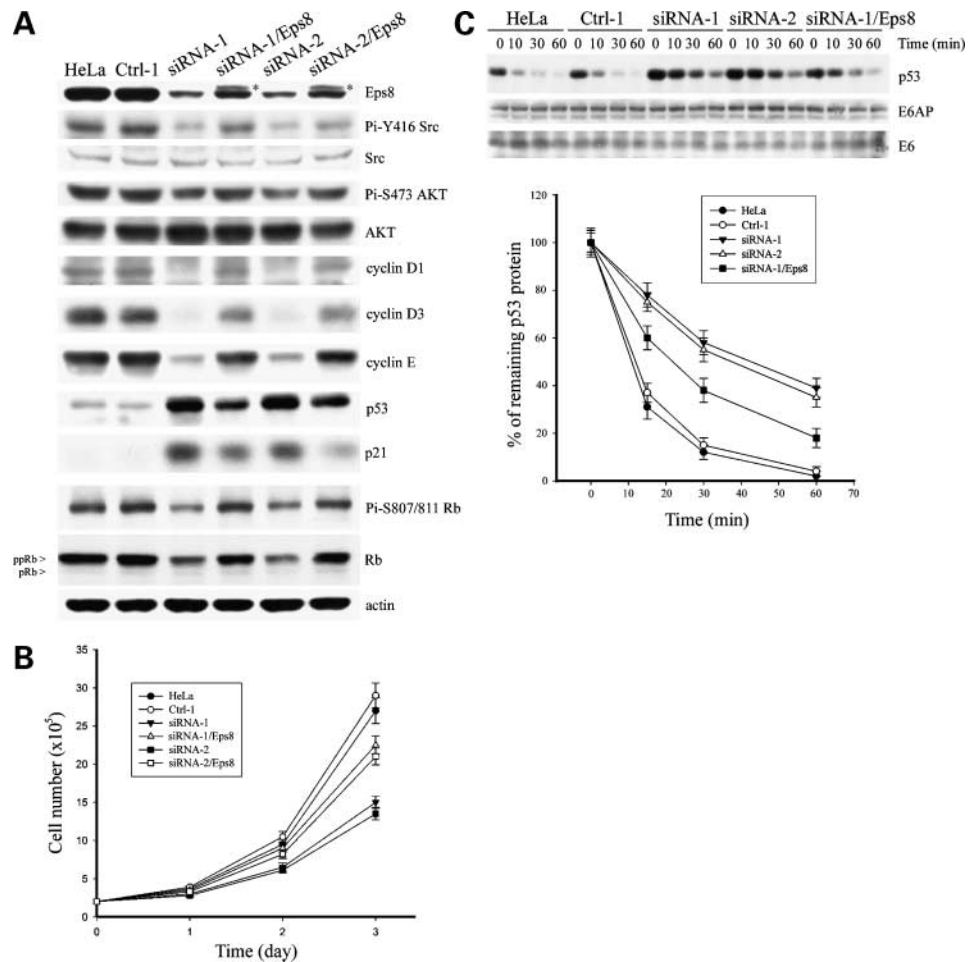 A
HeLa Ctrl-1 siRNA-1 siRNA-1/Eps8 siRNA-2 siRNA-2/Eps8
* * Eps8
Pi-Y416 Src
Src
Pi-S473 AKT
AKT
cyclin D1
cyclin D3
cyclin E
p53
p21
Pi-S807/811 Rb
ppRb > Rb
pRb >
actin
B
Cell number (x10⁵)
35
30
25
20
15
10
5
0
HeLa
Ctrl-1
siRNA-1
siRNA-1/Eps8
siRNA-2
siRNA-2/Eps8
0 1 2 3
Time (day)
C
HeLa Ctrl-1 siRNA-1 siRNA-2 siRNA-1/Eps8
0 10 30 60 0 10 30 60 0 10 30 60 0 10 30 60 0 10 30 60 Time (min)
p53
E6AP
E6
% of remaining p53 protein
120
100
80
60
40
20
0
HeLa
Ctrl-1
siRNA-1
siRNA-2
siRNA-1/Eps8
0 10 20 30 40 50 60 70
Time (min)